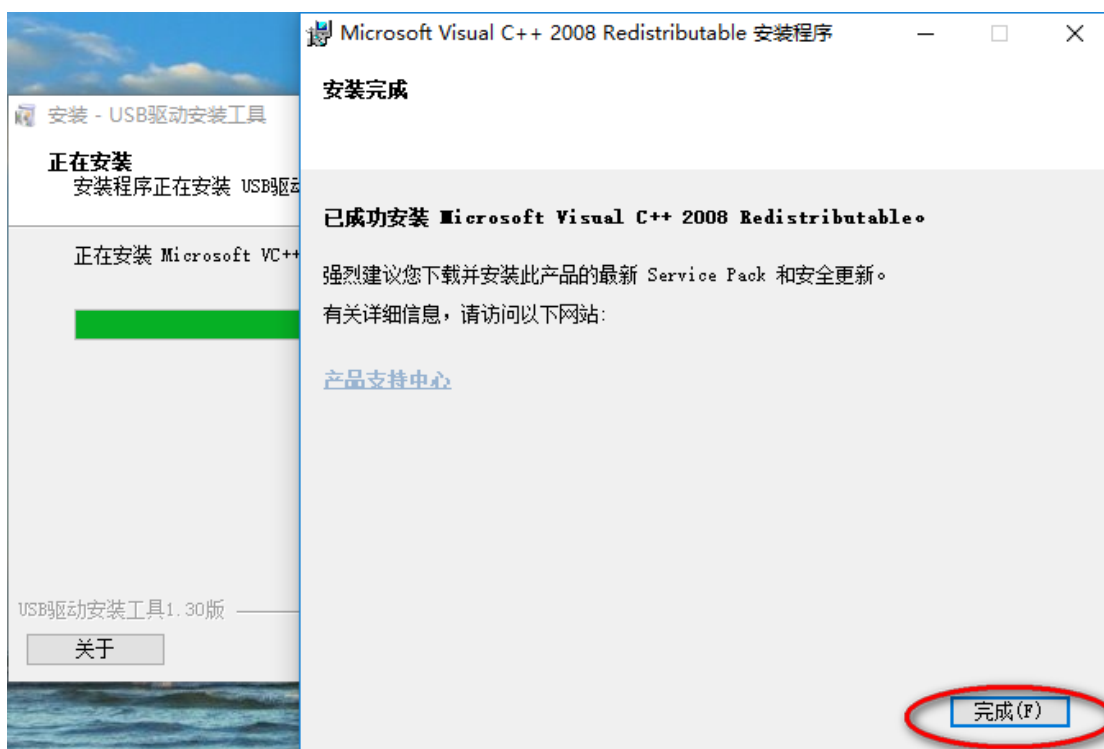 Microsoft Visual C++ 2008 Redistributable 安装程序
安装完成
安装 - USB驱动安装工具
正在安装
安装程序正在安装 USB驱
正在安装 Microsoft VC++
USB驱动安装工具1.30版
关于
已成功安装 Microsoft Visual C++ 2008 Redistributable。
强烈建议您下载并安装此产品的最新 Service Pack 和安全更新。
有关详细信息，请访问以下网站:
产品支持中心
完成(F)